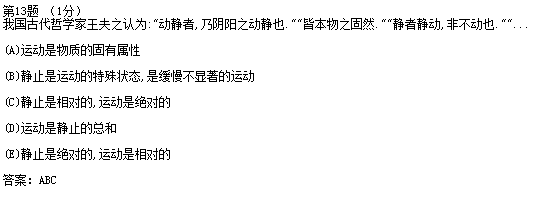 第13题 （1分）
我国古代哲学家王夫之认为:"动静者,乃阴阳之动静也.""皆本物之固然.""静者静动,非不动也.""...
(A)运动是物质的固有属性
(B)静止是运动的特殊状态,是缓慢不显著的运动
(C)静止是相对的,运动是绝对的
(D)运动是静止的总和
(E)静止是绝对的,运动是相对的
答案: ABC